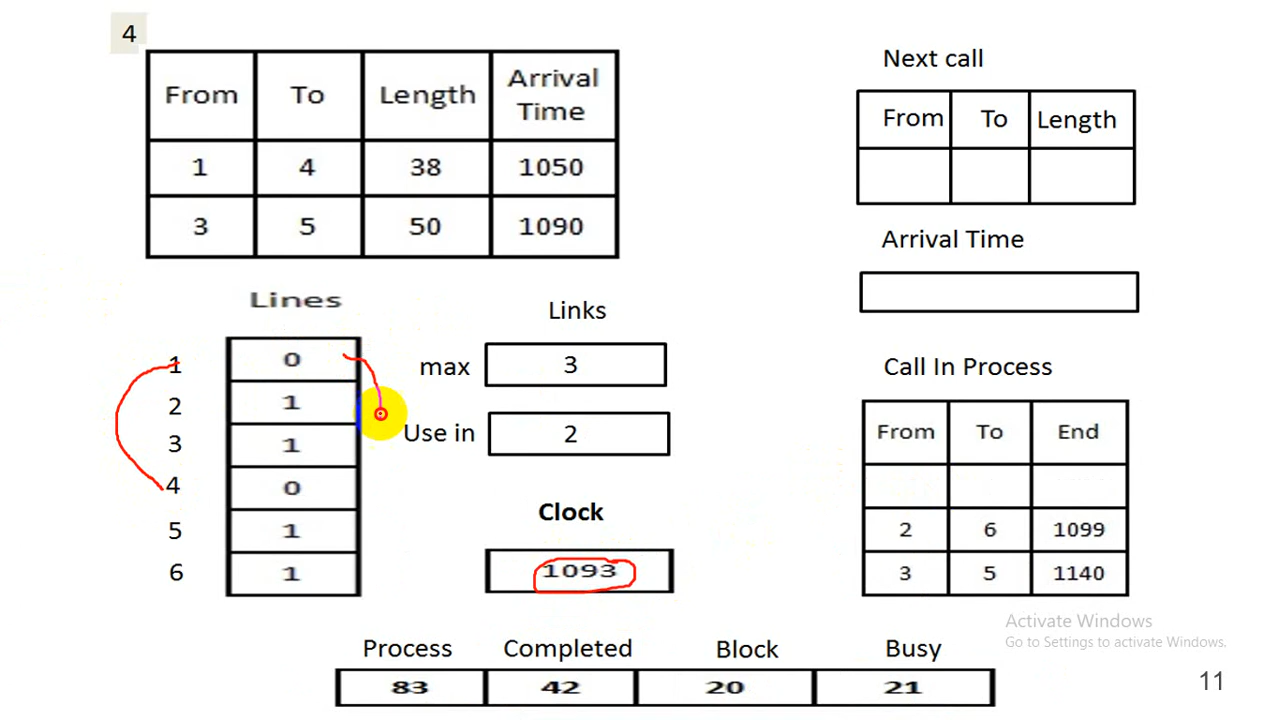 4
From To Length Arrival Time
1 4 38 1050
3 5 50 1090
Next call
From To Length
Arrival Time
Lines
1 0
2 1
3 1
4 0
5 1
6 1
Links
max 3
Use in 2
Clock
1093
Call In Process
From To End
2 6 1099
3 5 1140
Process Completed Block Busy
83 42 20 21
Activate Windows
Go to Settings to activate Windows.
11